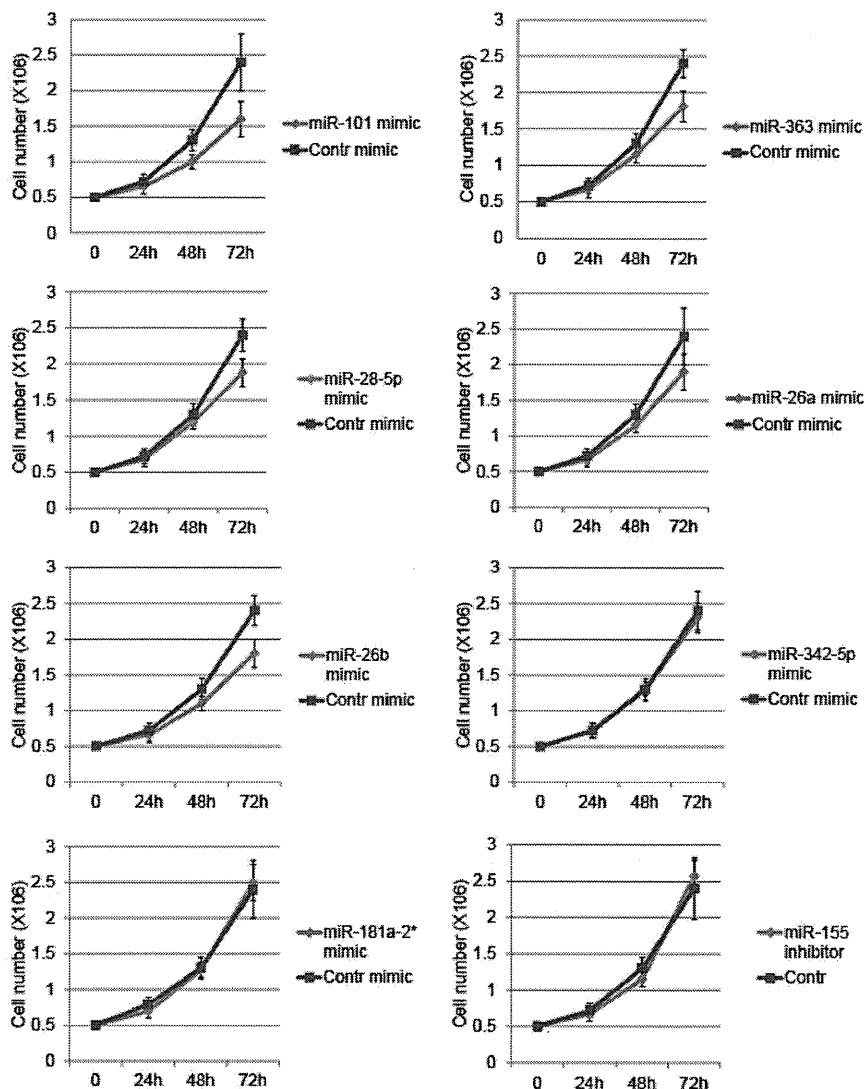 Cell number (X106)
3
2.5
2
1.5
1
0.5
0
0 24h 48h 72h
miR-101 mimic
Contr mimic
Cell number (X106)
3
2.5
2
1.5
1
0.5
0
0 24h 48h 72h
miR-363 mimic
Contr mimic
Cell number (X106)
3
2.5
2
1.5
1
0.5
0
0 24h 48h 72h
miR-28-5p
mimic
Contr mimic
Cell number (X106)
3
2.5
2
1.5
1
0.5
0
0 24h 48h 72h
miR-26a mimic
Contr mimic
Cell number (X106)
3
2.5
2
1.5
1
0.5
0
0 24h 48h 72h
miR-26b
mimic
Contr mimic
Cell number (X106)
3
2.5
2
1.5
1
0.5
0
0 24h 48h 72h
miR-342-5p
mimic
Contr mimic
Cell number (X106)
3
2.5
2
1.5
1
0.5
0
0 24h 48h 72h
miR-181a-2*
mimic
Contr mimic
Cell number (X106)
3
2.5
2
1.5
1
0.5
0
0 24h 48h 72h
miR-155
inhibitor
Contr